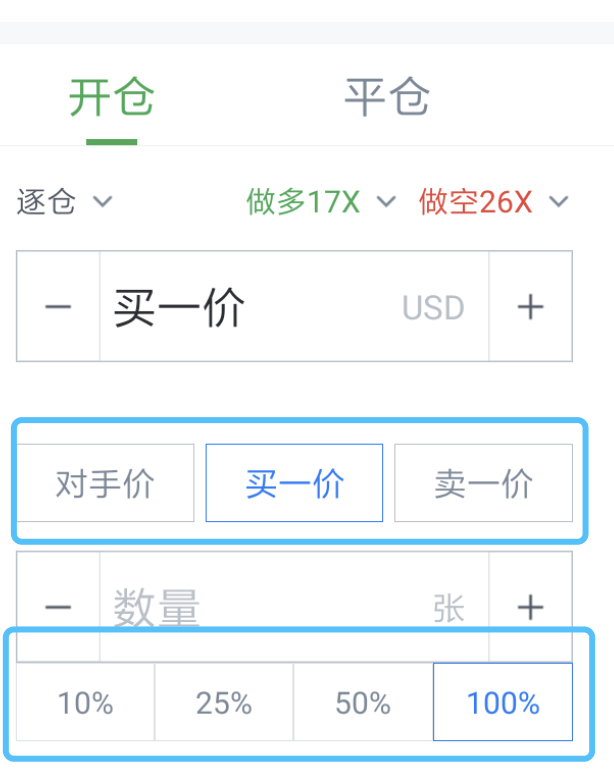 开仓 平仓
逐仓 做多17X 做空26X
− 买一价 USD +
对手价 买一价 卖一价
− 数量 张 +
10% 25% 50% 100%